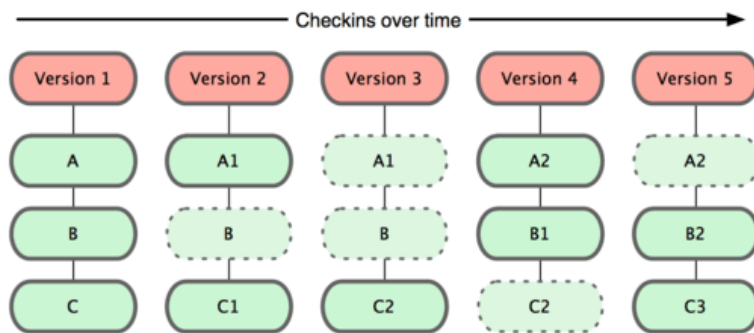 Checkins over time
Version 1 Version 2 Version 3 Version 4 Version 5
A A1 A1 A2 A2
B B B B1 B2
C C1 C2 C2 C3